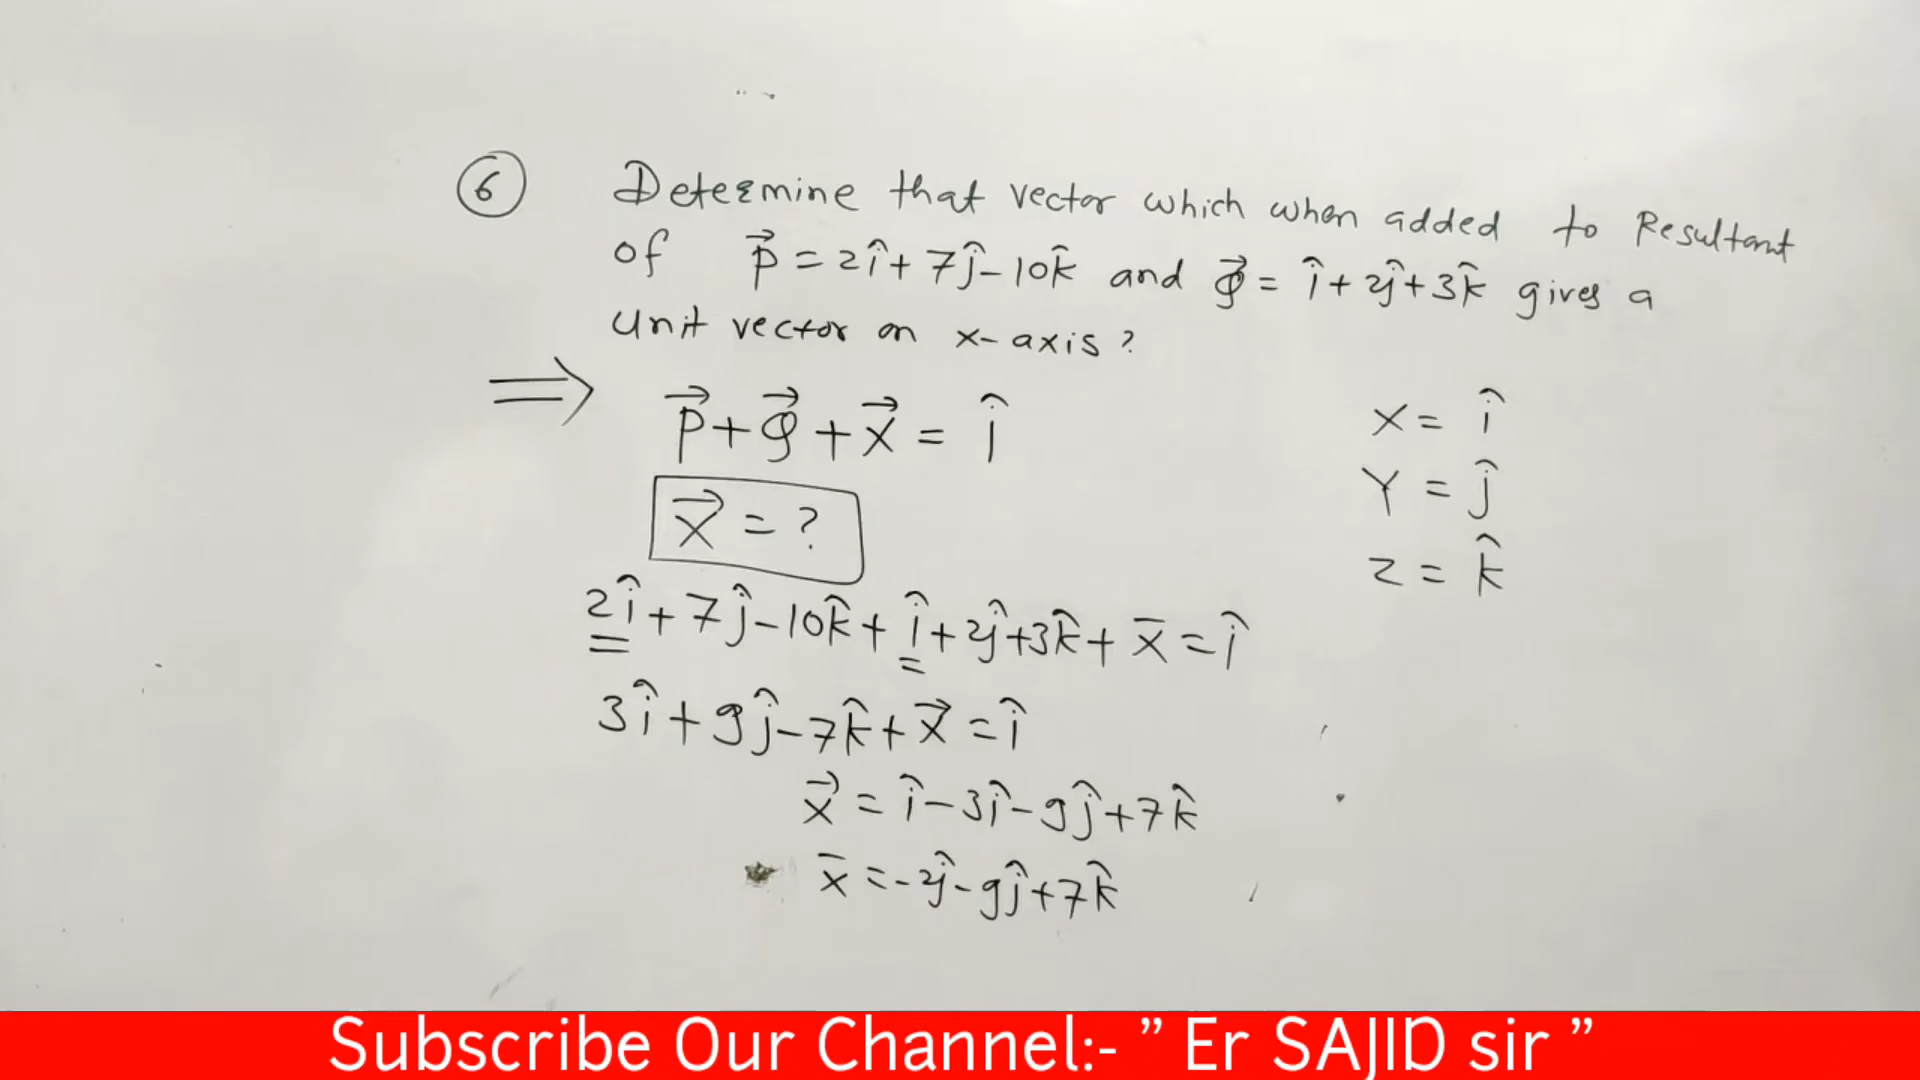 6 Determine that vector which when added to Resultant
of P⃗ = 2î + 7ĵ - 10k̂ and Q⃗ = î + 2ĵ + 3k̂ gives a
Unit vector on x-axis ?
⇒ P⃗ + Q⃗ + X⃗ = î
X = î
X⃗ = ?
Y = ĵ
Z = k̂
2î + 7ĵ - 10k̂ + î + 2ĵ + 3k̂ + X̄ = î
3î + 9ĵ - 7k̂ + X⃗ = î
X⃗ = î - 3î - 9ĵ + 7k̂
X̄ = -2ĵ - 9ĵ + 7k̂
Subscribe Our Channel:- ” Er SAJID sir ”